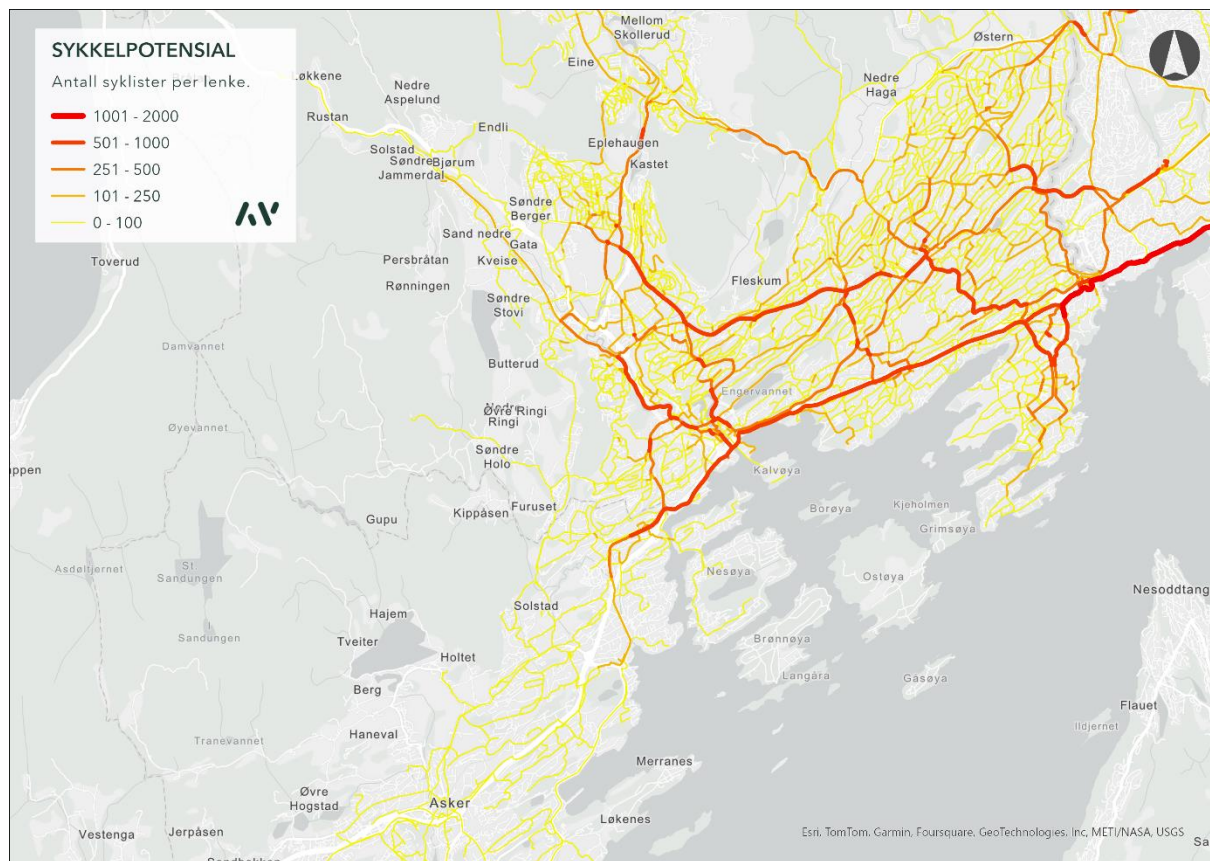 SYKKELPOTENSIAL
Antall syklister per lenke.
1001 - 2000
501 - 1000
251 - 500
101 - 250
0 - 100
Mellom
Skollerud
Østern
Eine
Nedre
Haga
Løkkene
Nedre
Aspelund
Rustan
Endli
Eplehaugen
Solstad
Søndre
Jammerdal
Bjørum
Kastet
Søndre
Berger
Sand nedre
Gata
Kveise
Toverud
Persbråtan
Rønningen
Fleskum
Søndre
Stovi
Damvannet
Butterud
Engervannet
Nedre
Ringi
Øvre Ringi
Øyevannet
Søndre
Holo
Kalvøya
Furuset
Kippåsen
Borøya
Kjeholmen
Grimsøya
Gupu
Asdøltjernet
St
Sandungen
Nesøya
Ostøya
Nesoddtang
Solstad
Hajem
Sandungen
Tveiter
Holtet
Brønnøya
Langåra
Gåsøya
Berg
Flauet
Haneval
Ildjernet
Tranevannet
Merranes
Øvre
Hogstad
Asker
Løkenes
Vestenga
Jerpåsen
Esri, TomTom, Garmin, Foursquare, GeoTechnologies, Inc, METI/NASA, USGS